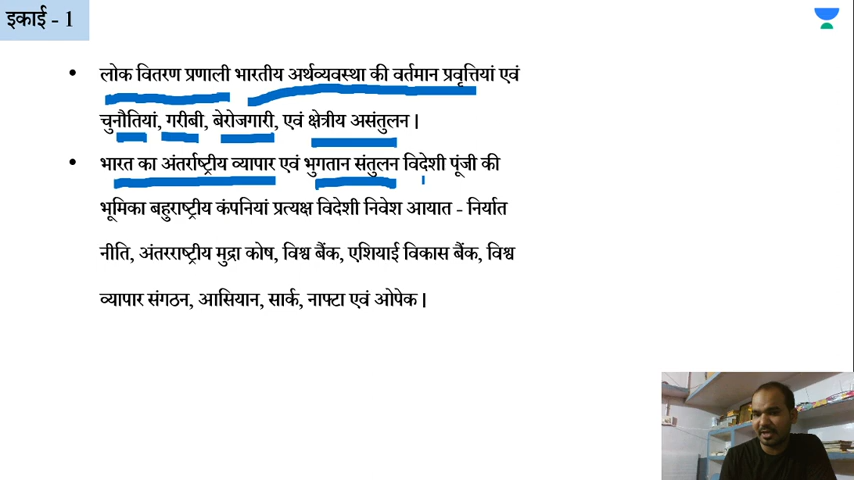 इकाई - 1
• लोक वितरण प्रणाली भारतीय अर्थव्यवस्था की वर्तमान प्रवृत्तियां एवं
चुनौतियां, गरीबी, बेरोजगारी, एवं क्षेत्रीय असंतुलन |
• भारत का अंतर्राष्ट्रीय व्यापार एवं भुगतान संतुलन विदेशी पूंजी की
भूमिका बहुराष्ट्रीय कंपनियां प्रत्यक्ष विदेशी निवेश आयात - निर्यात
नीति, अंतरराष्ट्रीय मुद्रा कोष, विश्व बैंक, एशियाई विकास बैंक, विश्व
व्यापार संगठन, आसियान, सार्क, नाफ्टा एवं ओपेक |